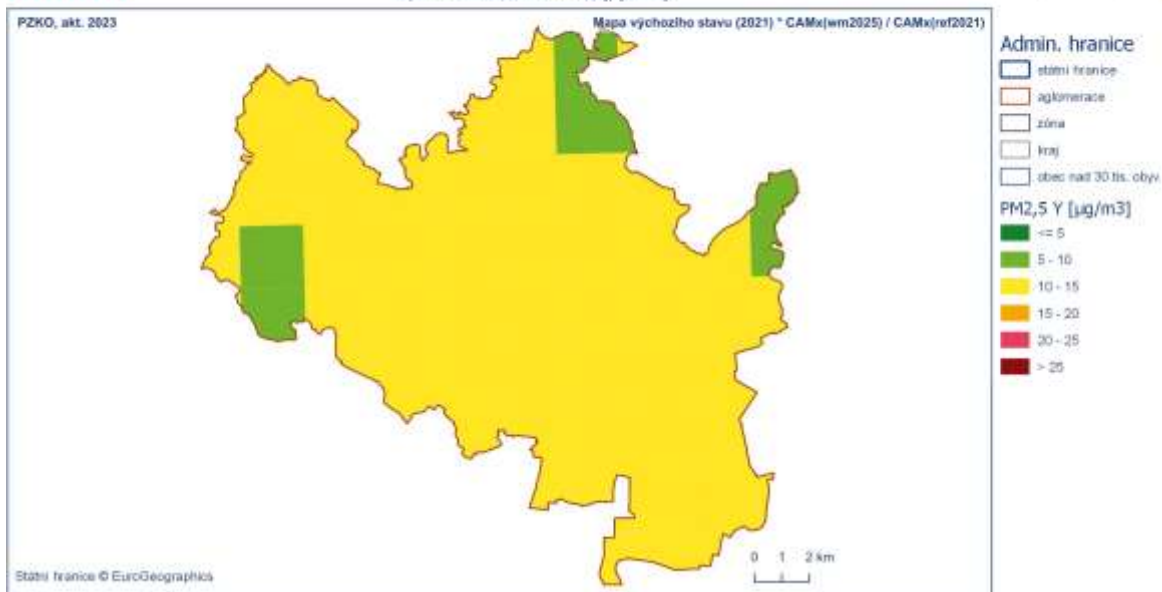 PZKO, akt. 2023
Mapa výchozího stavu (2021) * CAMx(wm2025) / CAMx(ref2021)
Admin. hranice
státní hranice
aglomerace
zóna
kraj
obec nad 30 tis. obyv.
PM2,5 Y [µg/m3]
<= 5
5 - 10
10 - 15
15 - 20
20 - 25
> 25
0 1 2 km
Státní hranice © EuroGeographics